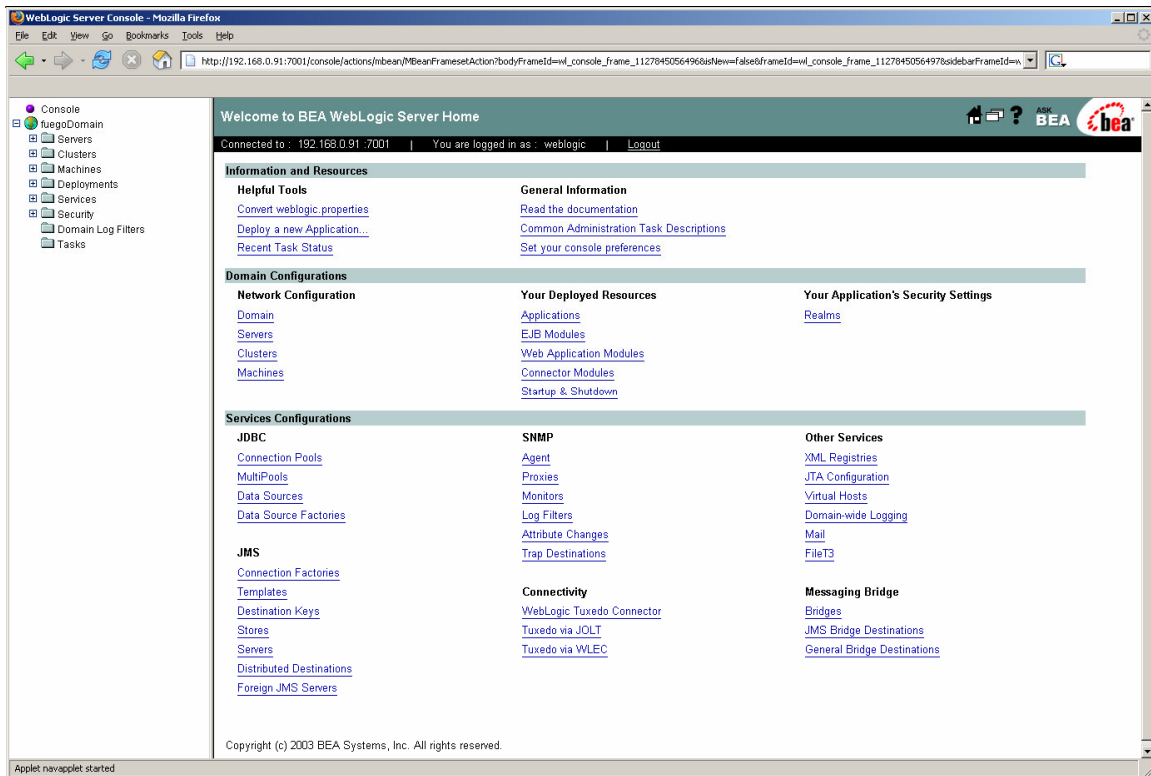 WebLogic Server Console - Mozilla Firefox
File Edit View Go Bookmarks Tools Help
http://192.168.0.91:7001/console/actions/mbean/MBeanFramesetAction?bodyFrameId=wl_console_frame_1127845056496&isNew=false&frameId=wl_console_frame_1127845056497&sidebarFrameId=w
G
Console
fuegoDomain
Servers
Clusters
Machines
Deployments
Services
Security
Domain Log Filters
Tasks
Welcome to BEA WebLogic Server Home
? ASK BEA bea
Connected to : 192.168.0.91 :7001 | You are logged in as : weblogic | Logout
Information and Resources
Helpful Tools General Information
Convert weblogic.properties Read the documentation
Deploy a new Application... Common Administration Task Descriptions
Recent Task Status Set your console preferences
Domain Configurations
Network Configuration Your Deployed Resources Your Application's Security Settings
Domain Applications Realms
Servers EJB Modules
Clusters Web Application Modules
Machines Connector Modules
Startup & Shutdown
Services Configurations
JDBC SNMP Other Services
Connection Pools Agent XML Registries
MultiPools Proxies JTA Configuration
Data Sources Monitors Virtual Hosts
Data Source Factories Log Filters Domain-wide Logging
Attribute Changes Mail
JMS Trap Destinations FileT3
Connection Factories
Templates Connectivity Messaging Bridge
Destination Keys WebLogic Tuxedo Connector Bridges
Stores Tuxedo via JOLT JMS Bridge Destinations
Servers Tuxedo via WLEC General Bridge Destinations
Distributed Destinations
Foreign JMS Servers
Copyright (c) 2003 BEA Systems, Inc. All rights reserved.
Applet navapplet started